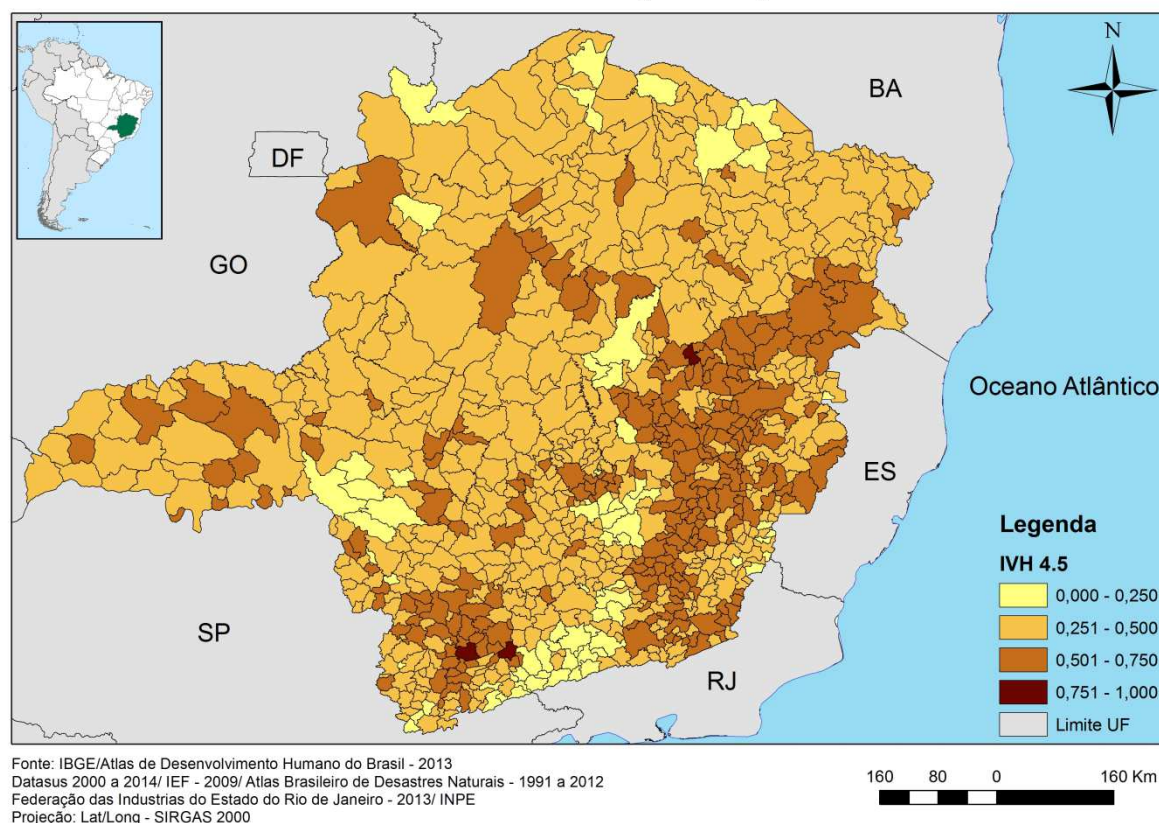 N
BA
DF
GO
Oceano Atlântico
ES
Legenda
IVH 4.5
0,000 - 0,250
0,251 - 0,500
SP
0,501 - 0,750
RJ
0,751 - 1,000
Limite UF
Fonte: IBGE/Atlas de Desenvolvimento Humano do Brasil - 2013
Datasus 2000 a 2014/ IEF - 2009/ Atlas Brasileiro de Desastres Naturais - 1991 a 2012
Federação das Industrias do Estado do Rio de Janeiro - 2013/ INPE
Projeção: Lat/Long - SIRGAS 2000
160 80 0 160 Km